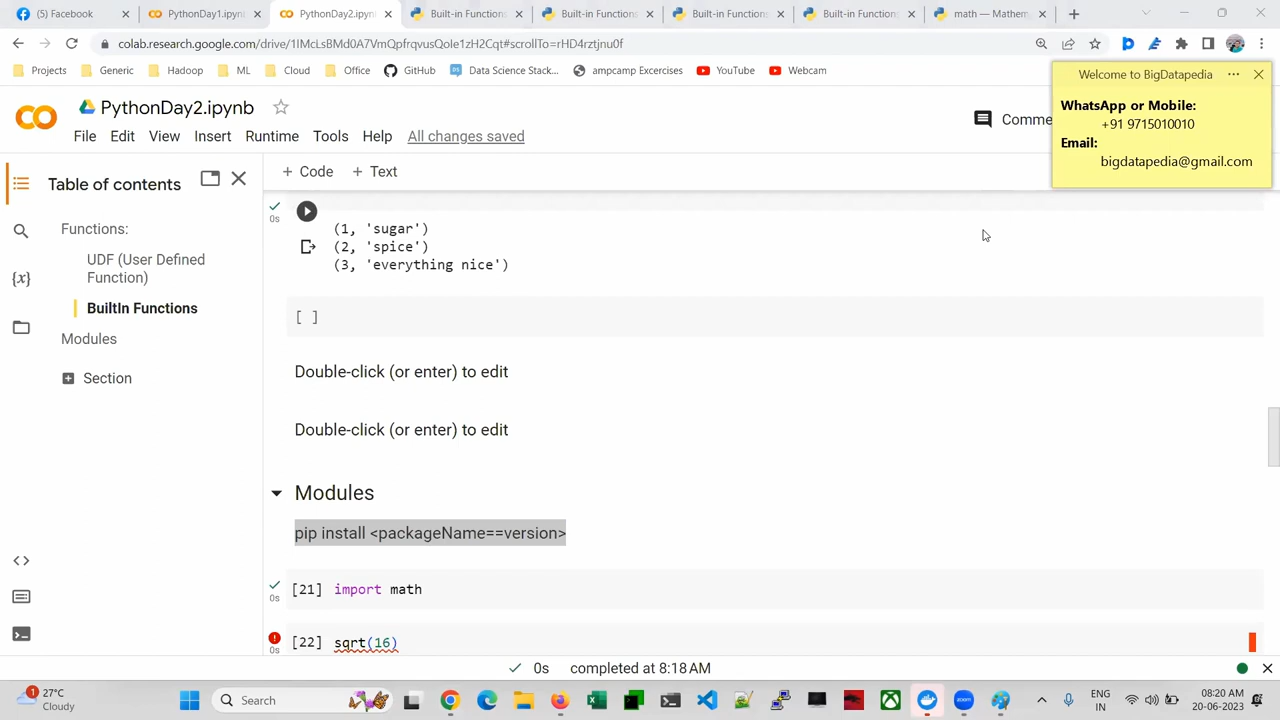 (5) Facebook
PythonDay1.ipynb
PythonDay2.ipynb
Built-in Functions
Built-in Functions
Built-in Functions
Built-in Functions
math — Mathem
colab.research.google.com/drive/1IMcLsBMd0A7VmQpfrqvusQoIu1zH2Cqt#scrollTo=rHD4rztjnu0f
Projects
Generic
Hadoop
ML
Cloud
Office
GitHub
Data Science Stack...
ampcamp Excercises
YouTube
Webcam
Welcome to BigDatapedia
WhatsApp or Mobile:
+91 9715010010
Email:
bigdatapedia@gmail.com
PythonDay2.ipynb
File Edit View Insert Runtime Tools Help All changes saved
Comme
Table of contents
+ Code + Text
Functions:
UDF (User Defined
Function)
BuiltIn Functions
Modules
Section
0s
(1, 'sugar')
(2, 'spice')
(3, 'everything nice')
[ ]
Double-click (or enter) to edit
Double-click (or enter) to edit
Modules
pip install <packageName==version>
0s
[21] import math
0s
[22] sqrt(16)
0s completed at 8:18 AM
1
27°C
Cloudy
Search
ENG
IN
08:20 AM
20-06-2023